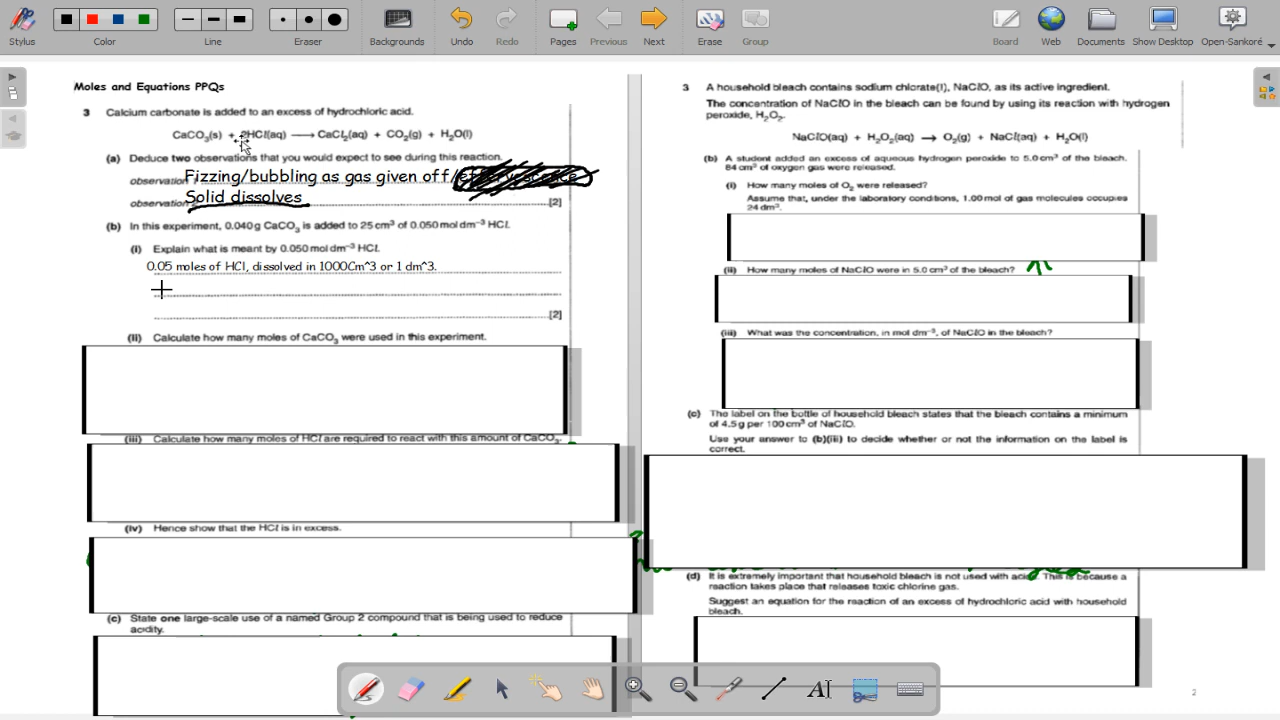 Stylus
Color
Line
Eraser
Backgrounds
Undo
Redo
Pages
Previous
Next
Erase
Group
Board
Web
Documents
Show Desktop
Open-Sankoré
Moles and Equations PPQs
3 Calcium carbonate is added to an excess of hydrochloric acid.
CaCO₃(s) + 2HCl(aq) ⟶ CaCl₂(aq) + CO₂(g) + H₂O(l)
(a) Deduce two observations that you would expect to see during this reaction.
observation Fizzing/bubbling as gas given off/
observation Solid dissolves [2]
(b) In this experiment, 0.040 g CaCO₃ is added to 25 cm³ of 0.050 mol dm⁻³ HCl.
(i) Explain what is meant by 0.050 mol dm⁻³ HCl.
0.05 moles of HCl, dissolved in 1000Cm^3 or 1 dm^3.
[2]
(ii) Calculate how many moles of CaCO₃ were used in this experiment.
(iii) Calculate how many moles of HCl are required to react with this amount of CaCO₃.
(iv) Hence show that the HCl is in excess.
(c) State one large-scale use of a named Group 2 compound that is being used to reduce
acidity.
3 A household bleach contains sodium chlorate(I), NaClO, as its active ingredient.
The concentration of NaClO in the bleach can be found by using its reaction with hydrogen
peroxide, H₂O₂.
NaClO(aq) + H₂O₂(aq) → O₂(g) + NaCl(aq) + H₂O(l)
(b) A student added an excess of aqueous hydrogen peroxide to 5.0 cm³ of the bleach.
84 cm³ of oxygen gas were released.
(i) How many moles of O₂ were released?
Assume that, under the laboratory conditions, 1.00 mol of gas molecules occupies
24 dm³.
(ii) How many moles of NaClO were in 5.0 cm³ of the bleach?
(iii) What was the concentration, in mol dm⁻³, of NaClO in the bleach?
(c) The label on the bottle of household bleach states that the bleach contains a minimum
of 4.5 g per 100 cm³ of NaClO.
Use your answer to (b)(iii) to decide whether or not the information on the label is
correct.
(d) It is extremely important that household bleach is not used with acid. This is because a
reaction takes place that releases toxic chlorine gas.
Suggest an equation for the reaction of an excess of hydrochloric acid with household
bleach.
2